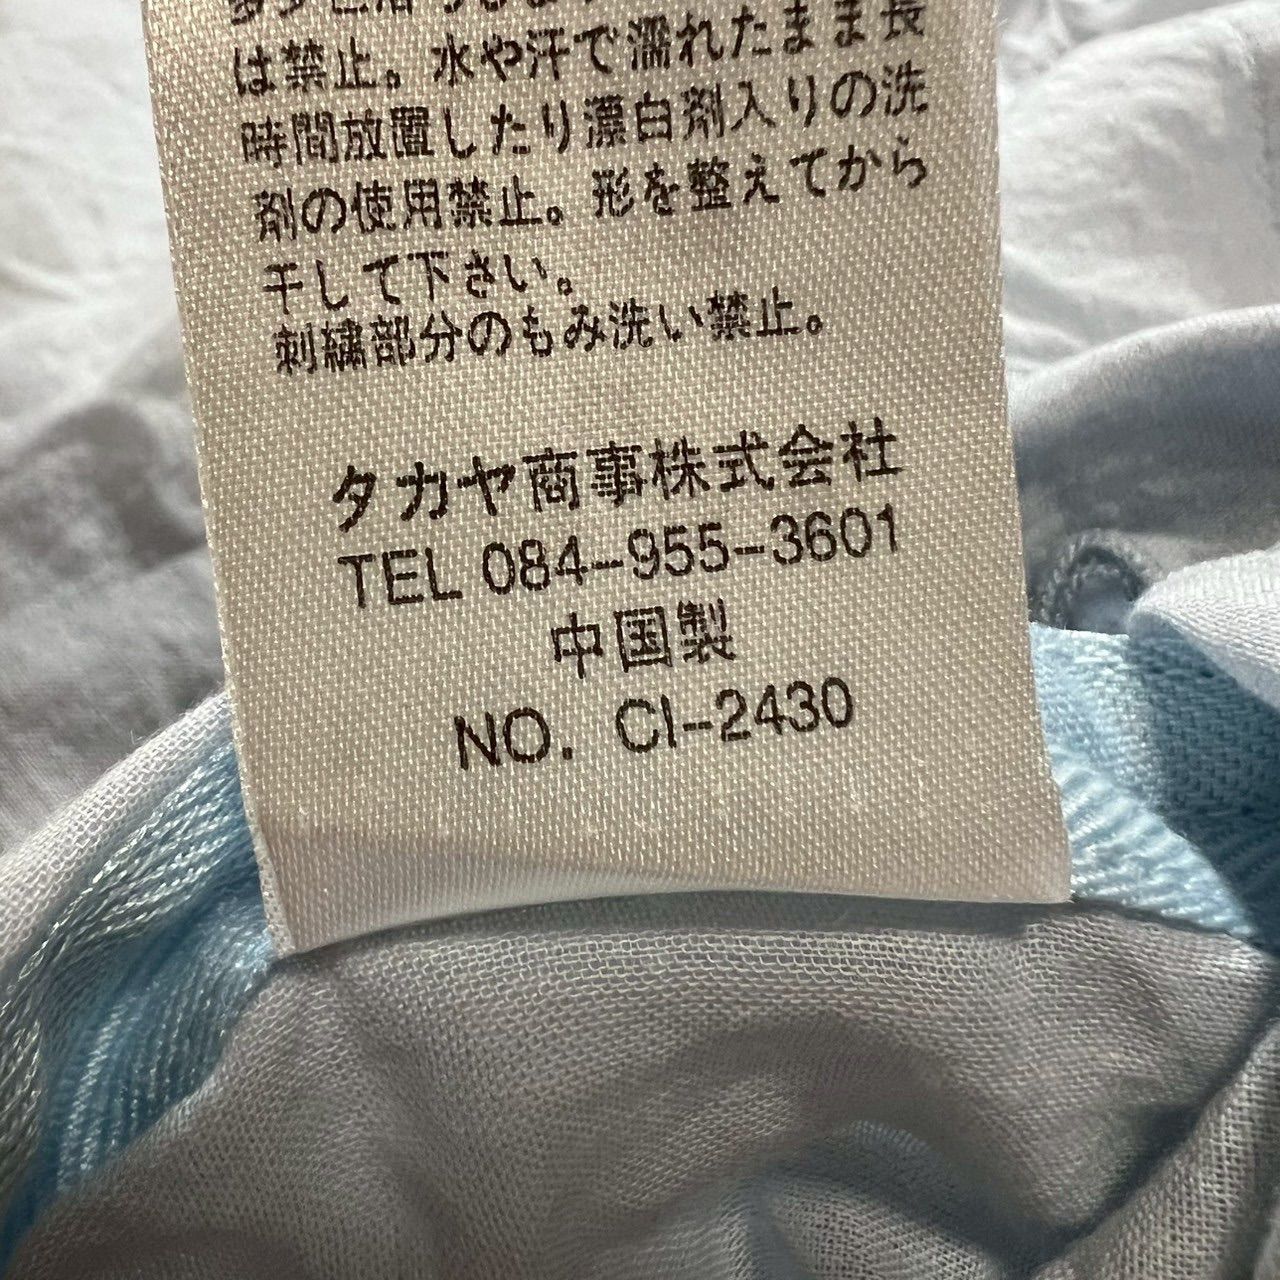 は禁止。水や汗で濡れたまま長
時間放置したり漂白剤入りの洗
剤の使用禁止。形を整えてから
干して下さい。
刺繍部分のもみ洗い禁止。
タカヤ商事株式会社
TEL 084-955-3601
中国製
NO. CI-2430